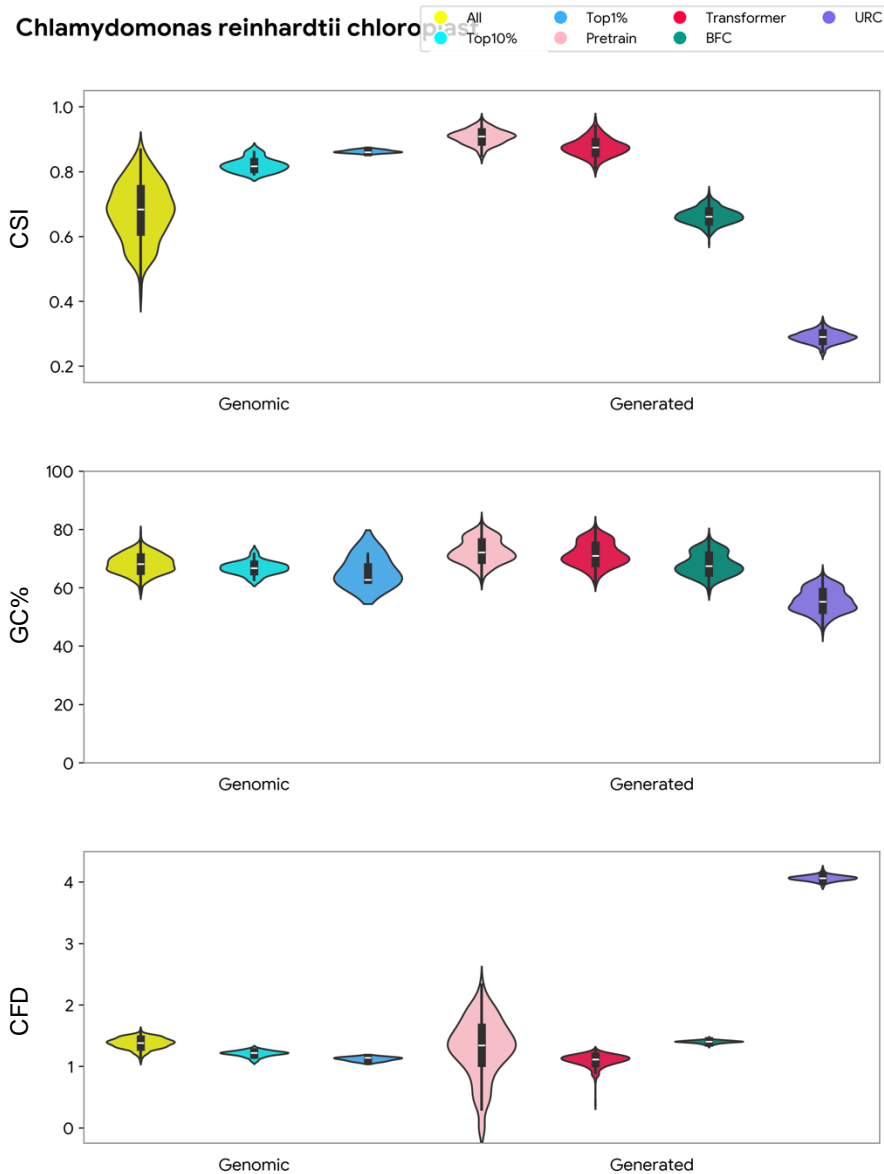 Chlamydomonas reinhardtii chloroplast
All Top1% Transformer URC
Top10% Pretrain BFC
1.0
0.8
0.6
0.4
0.2
CSI
Genomic Generated
100
80
60
40
20
0
GC%
Genomic Generated
4
3
2
1
0
CFD
Genomic Generated